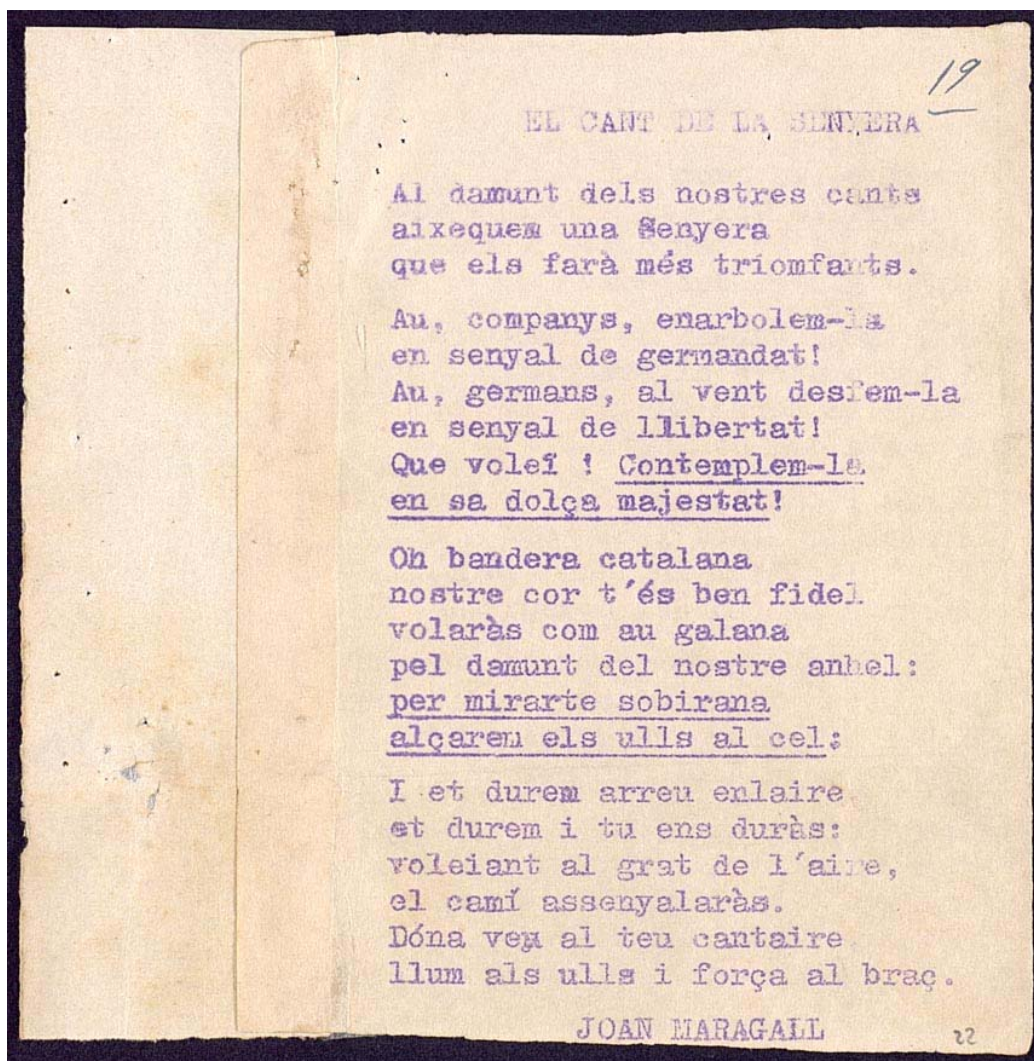 19
EL CANT DE LA SENYERA
Al damunt dels nostres cants
aixequem una Senyera
que els farà més triomfants.
Au, companys, enarbolem-la
en senyal de germandat!
Au, germans, al vent desfem-la
en senyal de llibertat!
Que voleí ! Contemplem-la
en sa dolça majestat!
Oh bandera catalana
nostre cor t'és ben fidel
volaràs com au galana
pel damunt del nostre anhel:
per mirarte sobirana
alçarem els ulls al cel:
I et durem arreu enlaire
et durem i tu ens duràs:
voleiant al grat de l'aire,
el camí assenyalaràs.
Dóna veu al teu cantaire
llum als ulls i força al braç.
JOAN MARAGALL
22